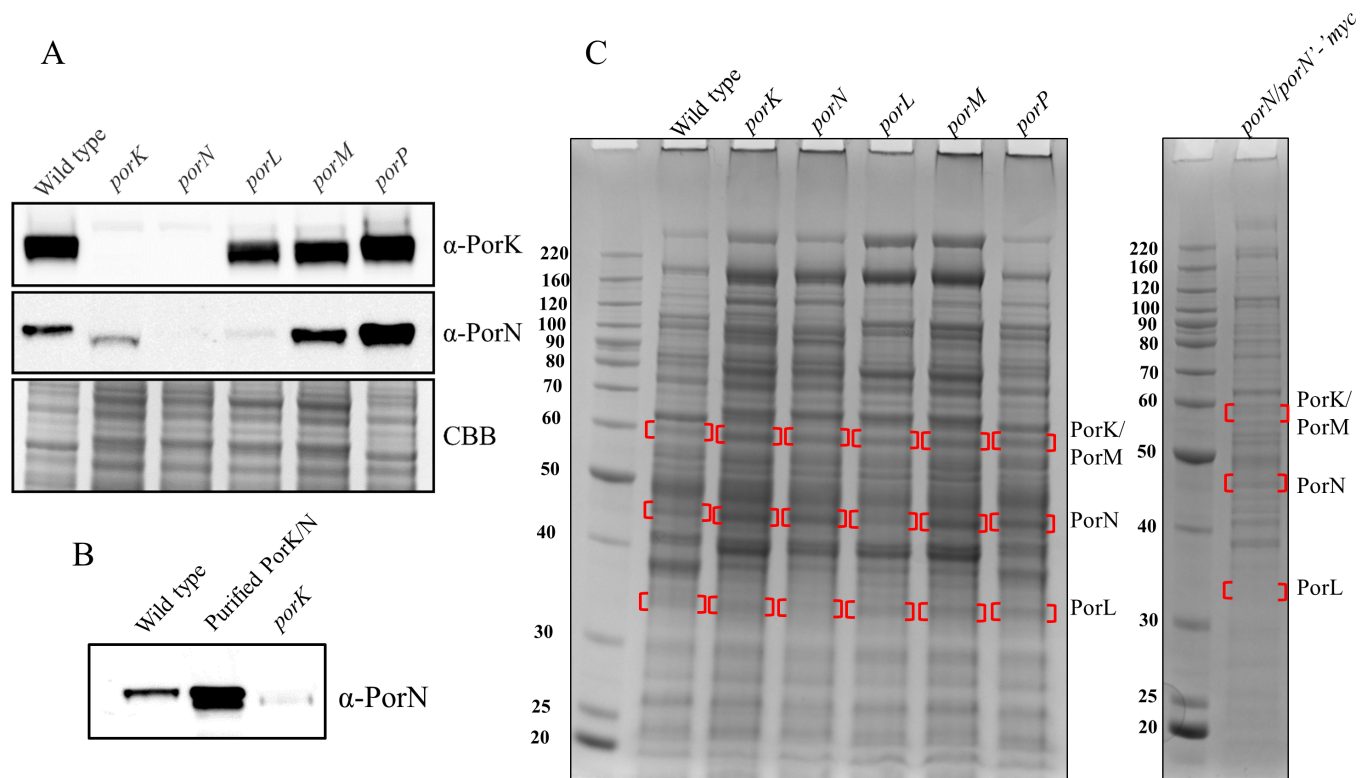 A
Wild type
porK
porN
porL
porM
porP
α-PorK
α-PorN
CBB
B
Wild type
Purified PorK/N
porK
α-PorN
C
Wild type
porK
porN
porL
porM
porP
220
160
120
100
90
80
70
60
50
40
30
25
20
PorK/
PorM
PorN
PorL
porN/porN'-'myc
220
160
120
100
90
80
70
60
50
40
30
25
20
PorK/
PorM
PorN
PorL